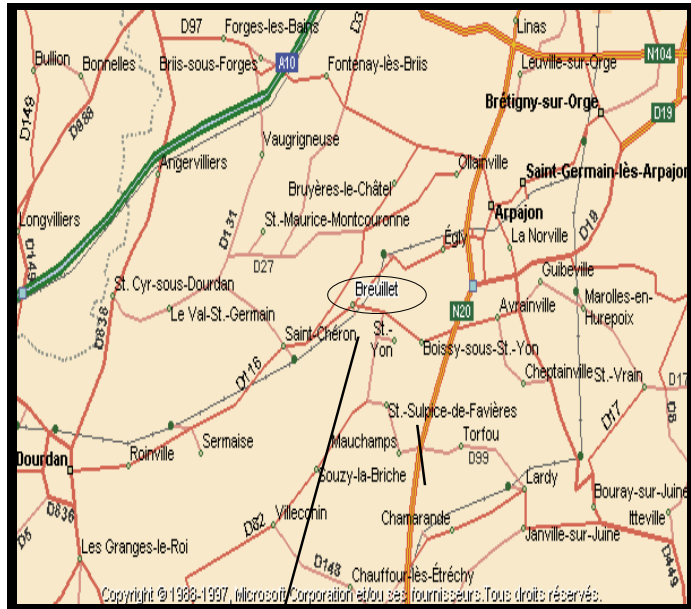 D97
Forges-les-Bains
Linas
N104
Bullion
Bonnelles
Briis-sous-Forges
A10
Fontenay-lès-Briis
N3
Leuville-sur-Orge
Brétigny-sur-Orge
D149
D988
D19
Vaugrigneuse
Angervilliers
Ollainville
Saint-Germain-lès-Arpajon
Bruyères-le-Châtel
Longvilliers
D131
St.-Maurice-Montcouronne
Arpajon
D19
D149
Égly
La Norville
D27
Guibeville
St. Cyr-sous-Dourdan
Breuillet
Marolles-en-
Hurepoix
Le Val-St.-Germain
N20
Avrainville
D838
Saint-Chéron
St.-
Yon
Boissy-sous-St.-Yon
D116
Cheptainville
St.-Vrain
D17
D17
St.-Sulpice-de-Favières
D8
Mauchamps
Torfou
Sermaise
Dourdan
Roinville
D99
Souzy-la-Briche
Lardy
Bouray-sur-Juine
D836
D82
Villeconin
Chamarande
Itteville
D5
Janville-sur-Juine
Les Granges-le-Roi
D148
D449
Chauffour-lès-Étréchy
Copyright © 1988-1997, Microsoft Corporation et/ou ses fournisseurs. Tous droits réservés.